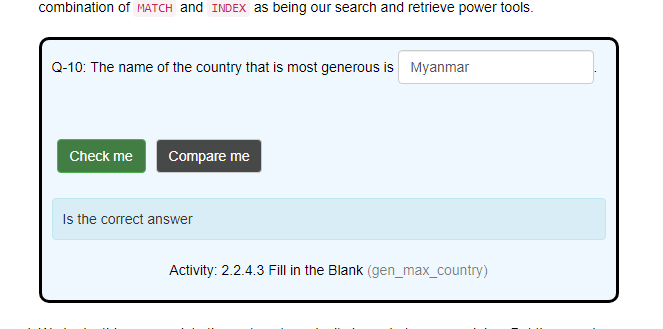 combination of MATCH and INDEX as being our search and retrieve power tools.
Q-10: The name of the country that is most generous is Myanmar.
Check me Compare me
Is the correct answer
Activity: 2.2.4.3 Fill in the Blank (gen_max_country)